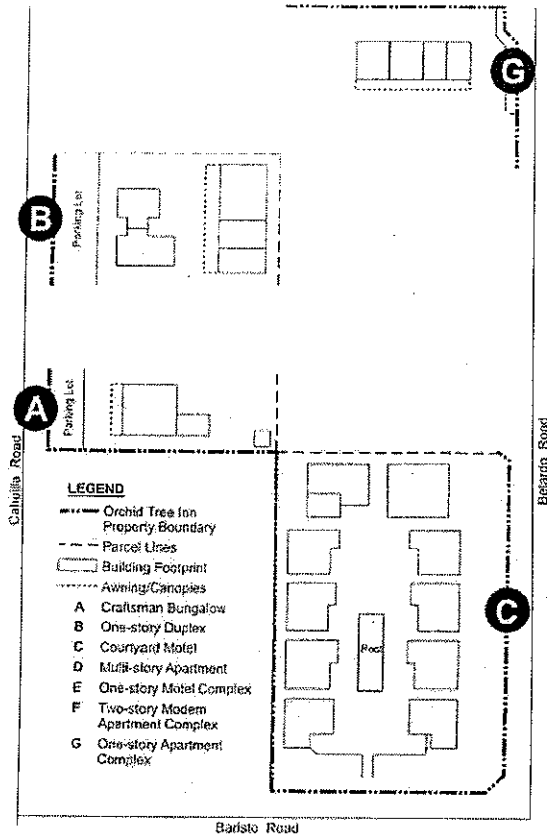 G
B
Parking Lot
A
Parking Lot
Cahuilla Road
Belardo Road
LEGEND
Orchid Tree Inn
Property Boundary
Parcel Lines
Building Footprint
Awning/Canopies
A Craftsman Bungalow
B One-story Duplex
C Courtyard Motel
D Multi-story Apartment
E One-story Motel Complex
F Two-story Modern
Apartment Complex
G One-story Apartment
Complex
C
Baristo Road